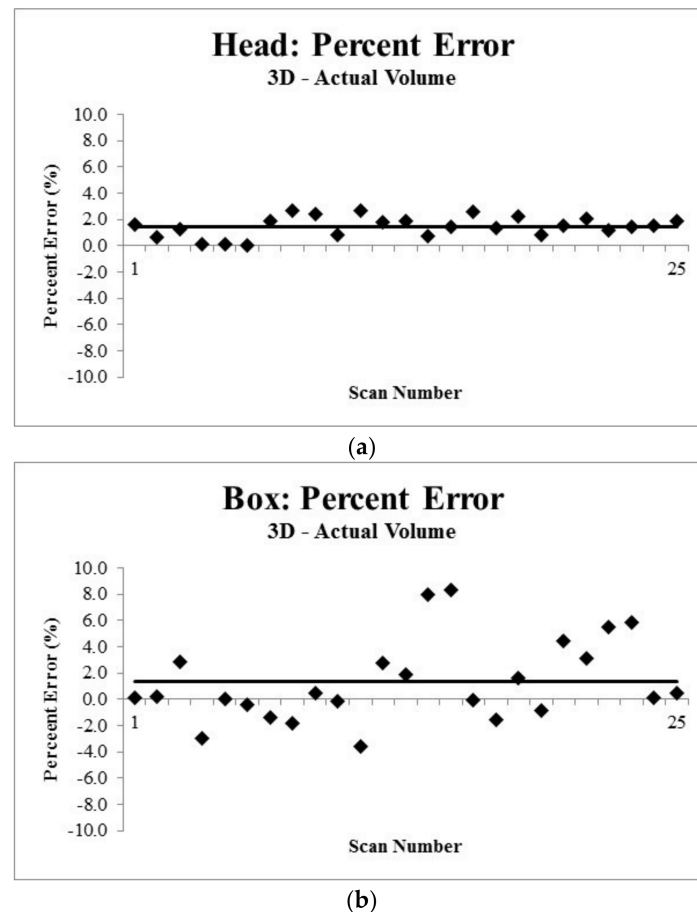 Head: Percent Error
3D - Actual Volume
10.0
8.0
6.0
4.0
2.0
0.0
-2.0
-4.0
-6.0
-8.0
-10.0
Perceent Error (%)
1
25
Scan Number
(a)
Box: Percent Error
3D - Actual Volume
10.0
8.0
6.0
4.0
2.0
0.0
-2.0
-4.0
-6.0
-8.0
-10.0
Perceent Error (%)
1
25
Scan Number
(b)